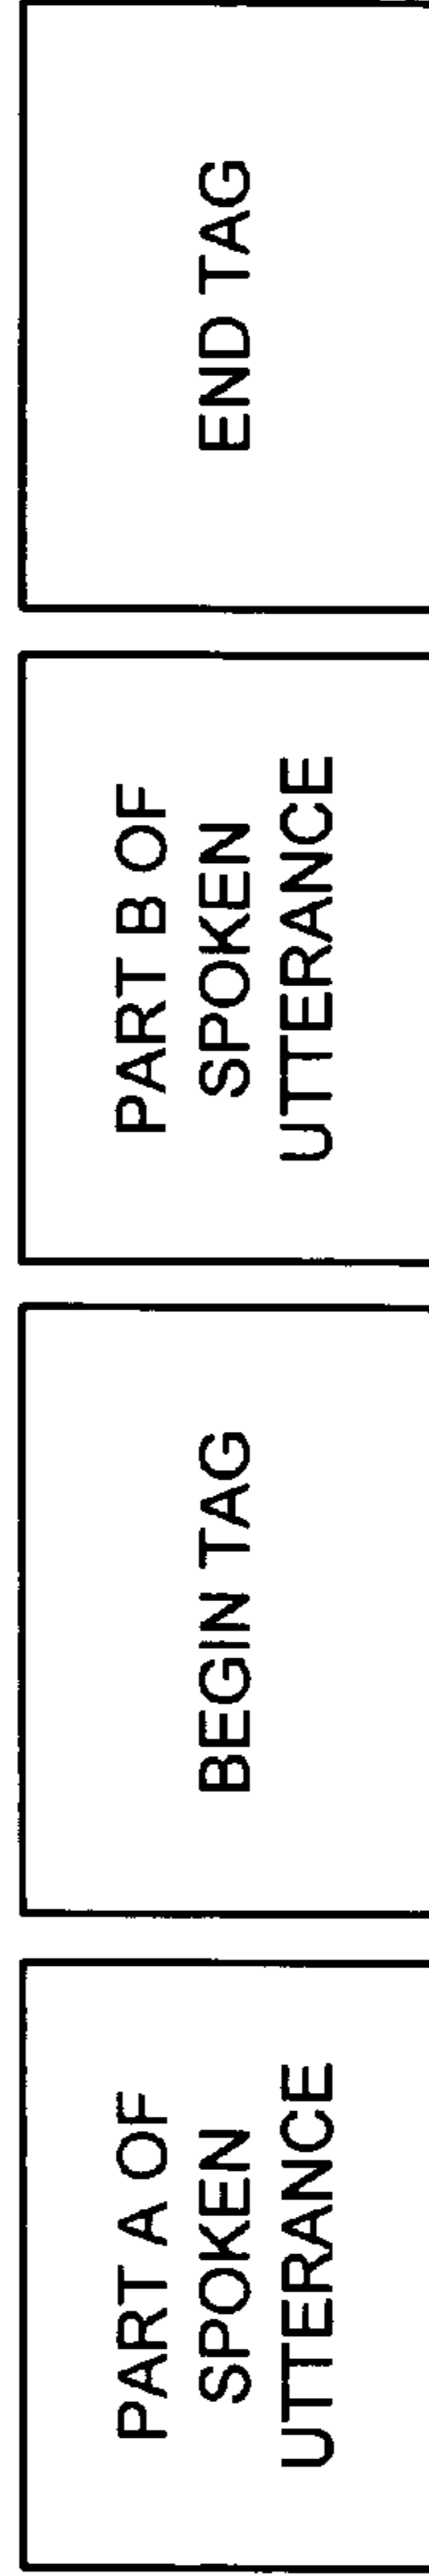 PART A OF
SPOKEN
UTTERANCE
BEGIN TAG
PART B OF
SPOKEN
UTTERANCE
END TAG